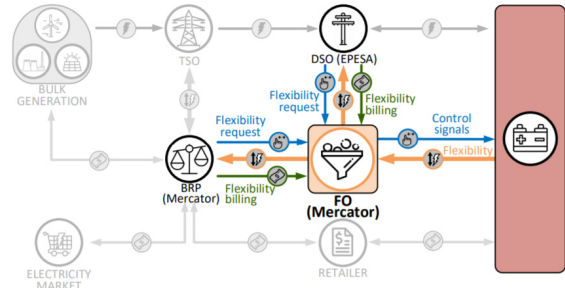 BULK
GENERATION
TSO
DSO (EPESA)
Flexibility
request
Flexibility
billing
Flexibility
request
Control
signals
Flexibility
BRP
(Mercator)
Flexibility
billing
FO
(Mercator)
ELECTRICITY
MARKET
RETAILER